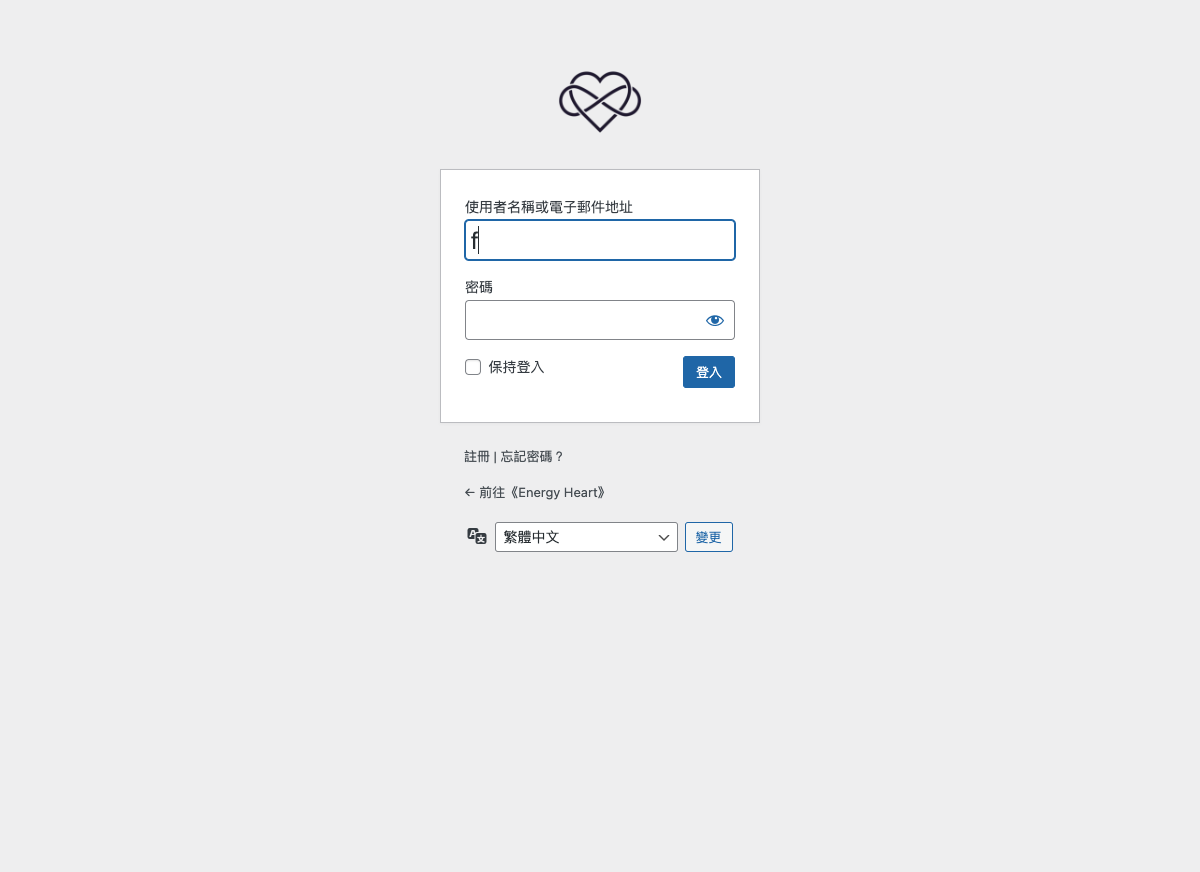 使用者名稱或電子郵件地址
f
密碼
保持登入
登入
註冊 | 忘記密碼？
← 前往《Energy Heart》
繁體中文
變更